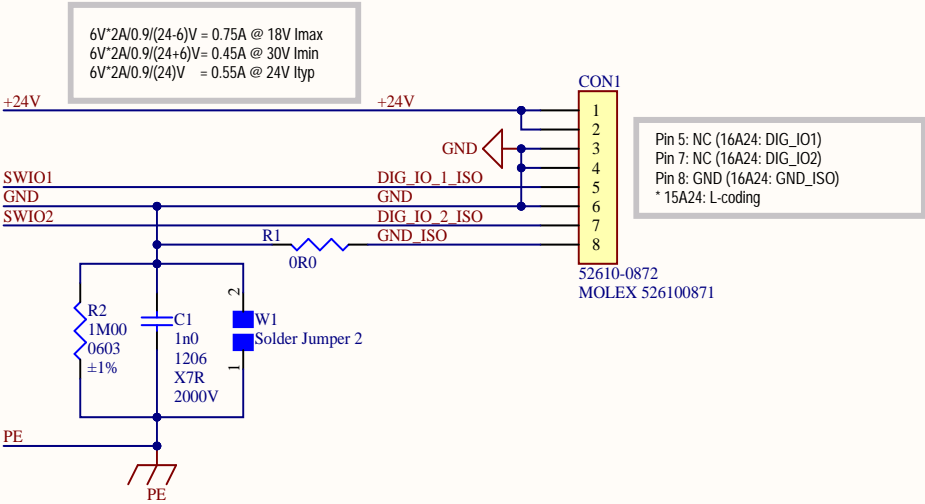 6V*2A/0.9/(24-6)V = 0.75A @ 18V Imax
6V*2A/0.9/(24+6)V= 0.45A @ 30V Imin
6V*2A/0.9/(24)V = 0.55A @ 24V Ityp
CON1
+24V +24V 1
2
GND 3
4
SWIO1 DIG_IO_1_ISO 5
GND GND 6
SWIO2 DIG_IO_2_ISO 7
R1 GND_ISO 8
0R0
52610-0872
MOLEX 526100871
Pin 5: NC (16A24: DIG_IO1)
Pin 7: NC (16A24: DIG_IO2)
Pin 8: GND (16A24: GND_ISO)
* 15A24: L-coding
R2
1M00
0603
±1%
C1
1n0
1206
X7R
2000V
2
W1
Solder Jumper 2
1
PE
PE